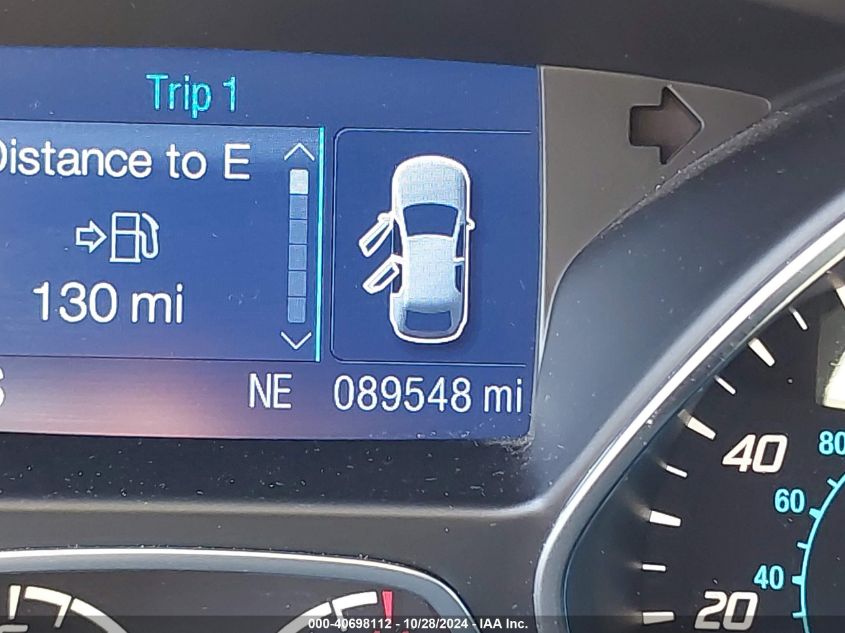 Trip 1
Distance to E
130 mi
NE 089548 mi
40
80
60
40
20
000-40698112 - 10/28/2024 - IAA Inc.